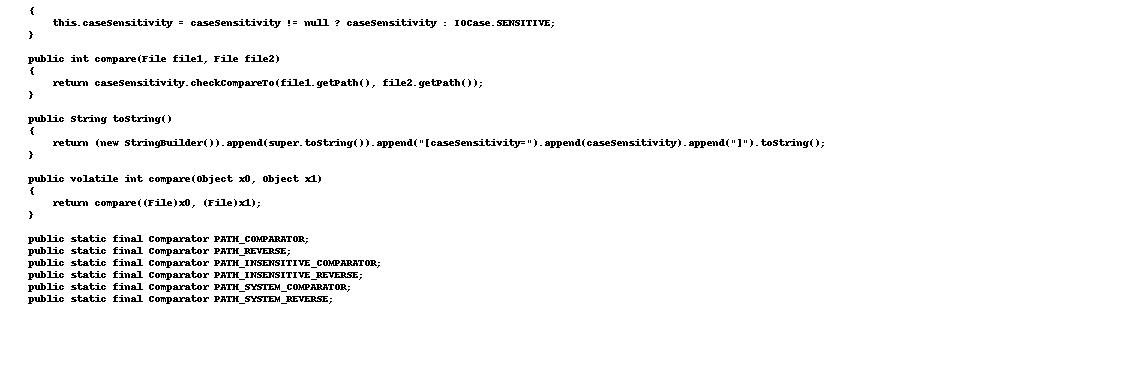 {
this.caseSensitivity = caseSensitivity != null ? caseSensitivity : IOCase.SENSITIVE;
}
public int compare(File file1, File file2)
{
return caseSensitivity.checkCompareTo(file1.getPath(), file2.getPath());
}
public String toString()
{
return (new StringBuilder()).append(super.toString()).append("[caseSensitivity=").append(caseSensitivity).append("]").toString();
}
public volatile int compare(Object x0, Object x1)
{
return compare((File)x0, (File)x1);
}
public static final Comparator PATH_COMPARATOR;
public static final Comparator PATH_REVERSE;
public static final Comparator PATH_INSENSITIVE_COMPARATOR;
public static final Comparator PATH_INSENSITIVE_REVERSE;
public static final Comparator PATH_SYSTEM_COMPARATOR;
public static final Comparator PATH_SYSTEM_REVERSE;